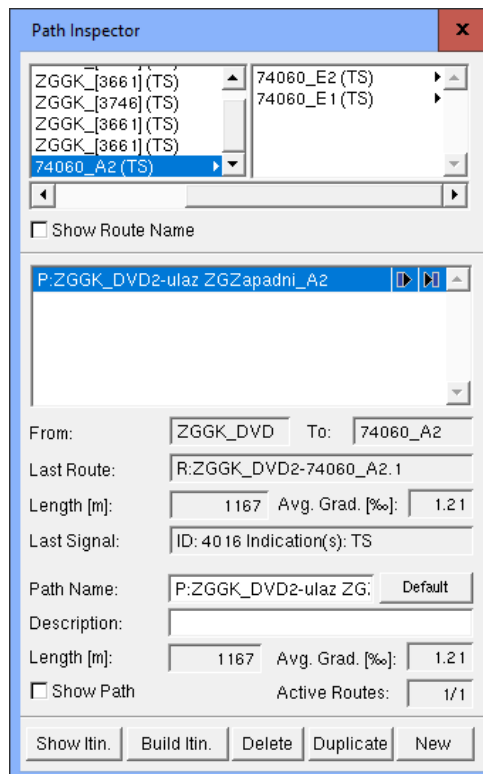 Path Inspector x
ZGGK_[3661](TS)
ZGGK_[3746](TS)
ZGGK_[3661](TS)
ZGGK_[3661](TS)
74060_A2(TS)
74060_E2(TS)
74060_E1(TS)
Show Route Name
P:ZGGK_DVD2-ulaz ZGZapadni_A2
From: ZGGK_DVD To: 74060_A2
Last Route: R:ZGGK_DVD2-74060_A2.1
Length [m]: 1167 Avg. Grad. [‰]: 1.21
Last Signal: ID: 4016 Indication(s): TS
Path Name: P:ZGGK_DVD2-ulaz ZG Default
Description:
Length [m]: 1167 Avg. Grad. [‰]: 1.21
Show Path Active Routes: 1/1
Show Itin. Build Itin. Delete Duplicate New